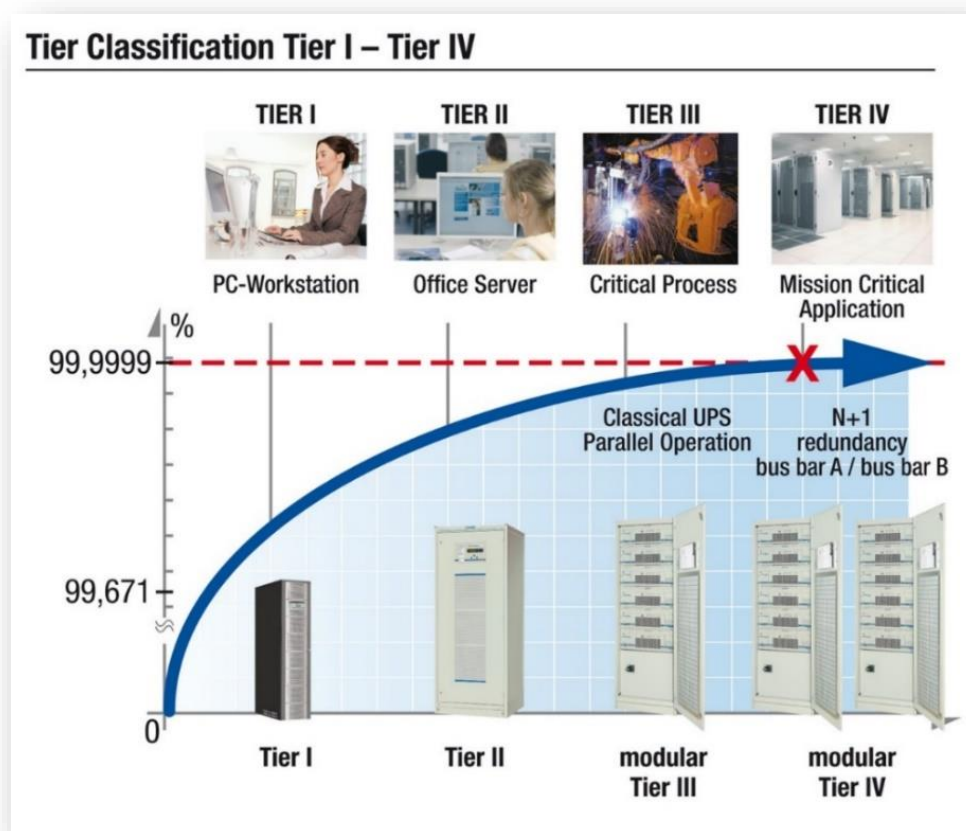 Tier Classification Tier I – Tier IV
TIER I
TIER II
TIER III
TIER IV
PC-Workstation
Office Server
Critical Process
Mission Critical
Application
%
99,9999
X
Classical UPS
Parallel Operation
N+1
redundancy
bus bar A / bus bar B
99,671
0
Tier I
Tier II
modular
Tier III
modular
Tier IV